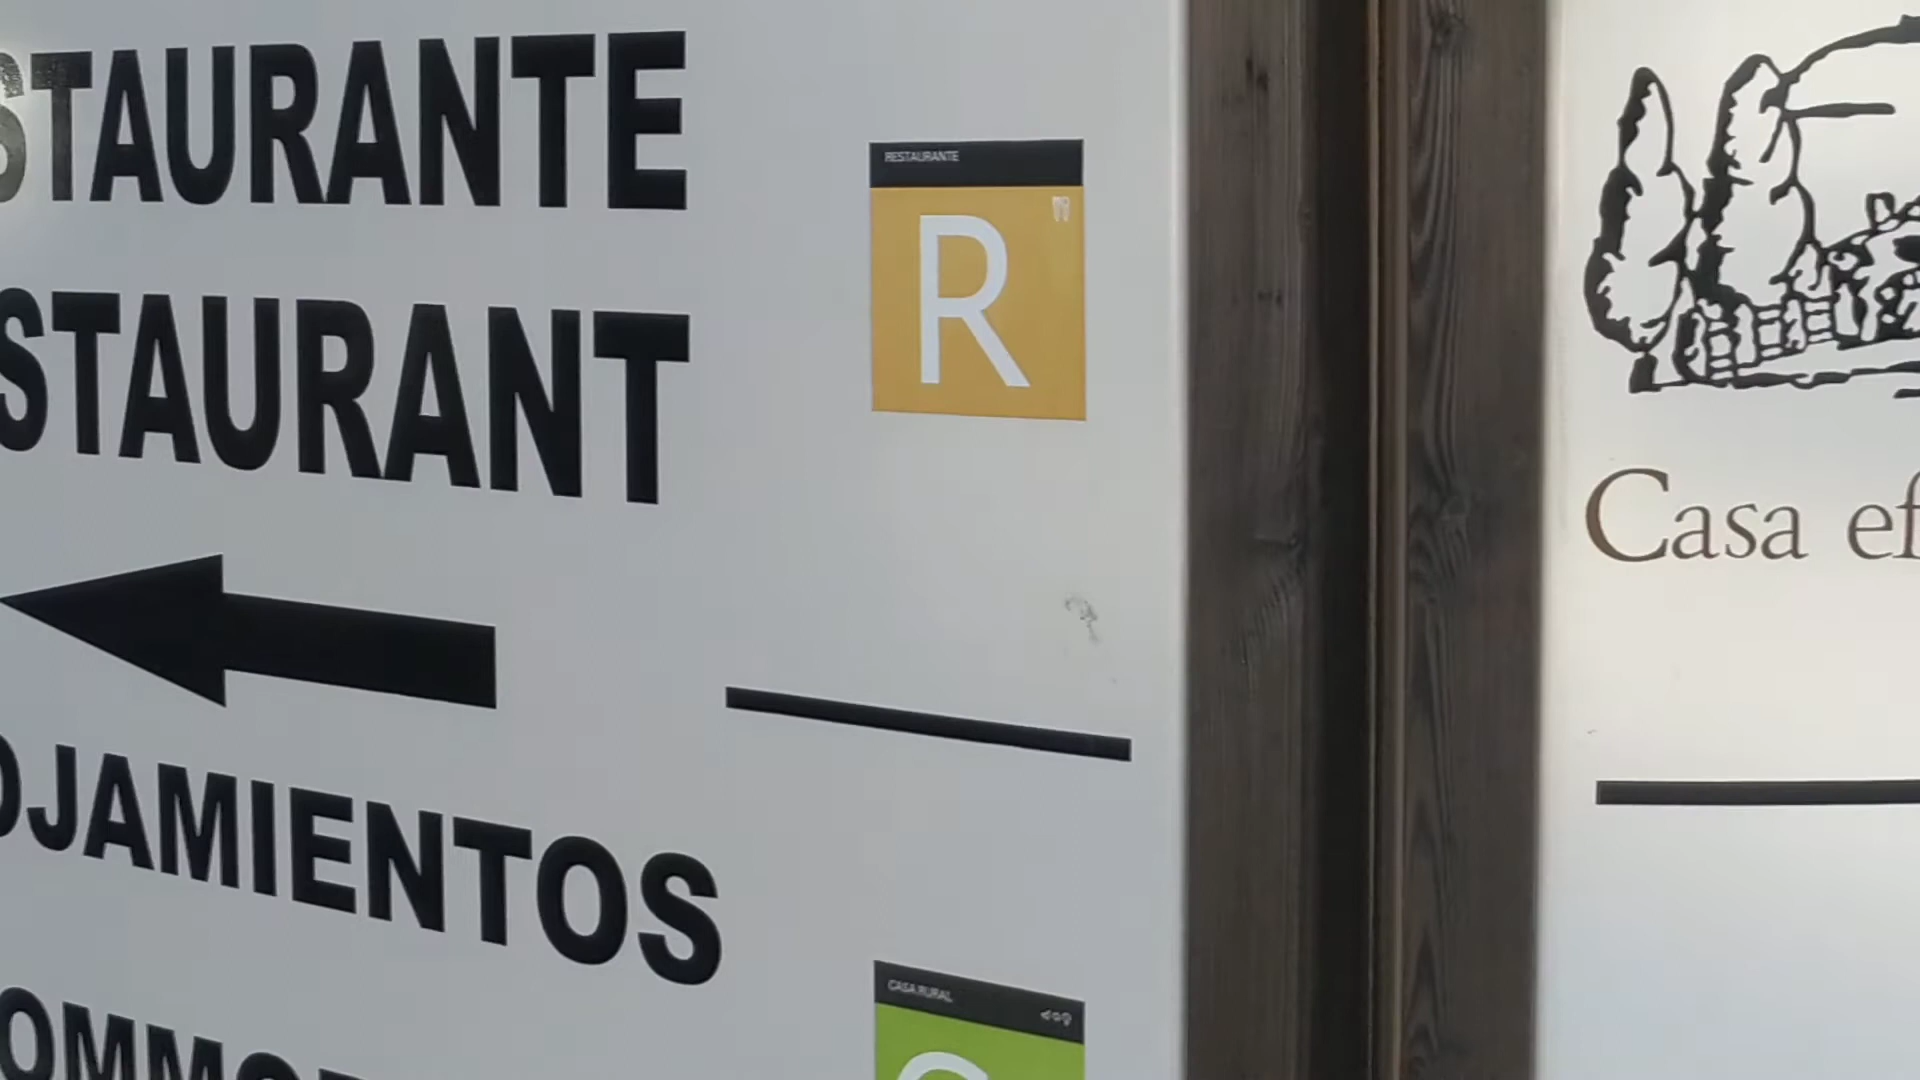 STAURANTE
STAURANT
RESTAURANTE
R
OJAMIENTOS
OMMO
CASA RURAL
C
Casa ef